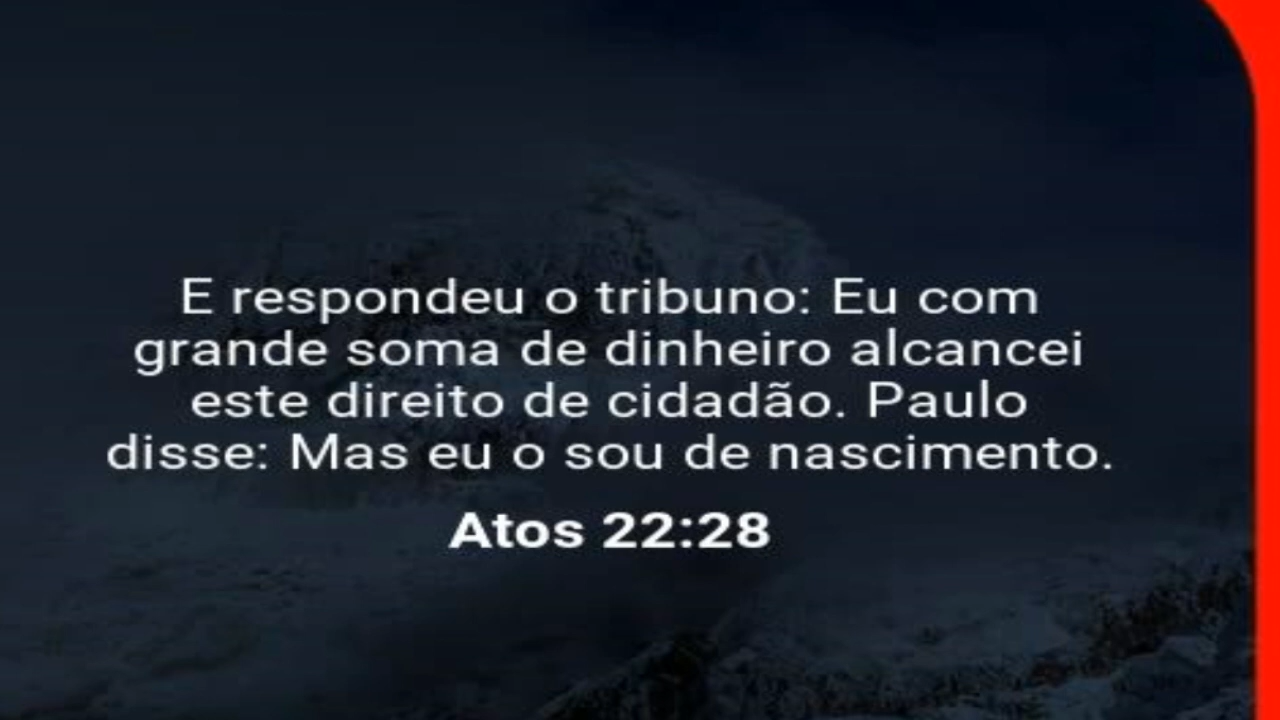 E respondeu o tribuno: Eu com
grande soma de dinheiro alcancei
este direito de cidadão. Paulo
disse: Mas eu o sou de nascimento.
Atos 22:28